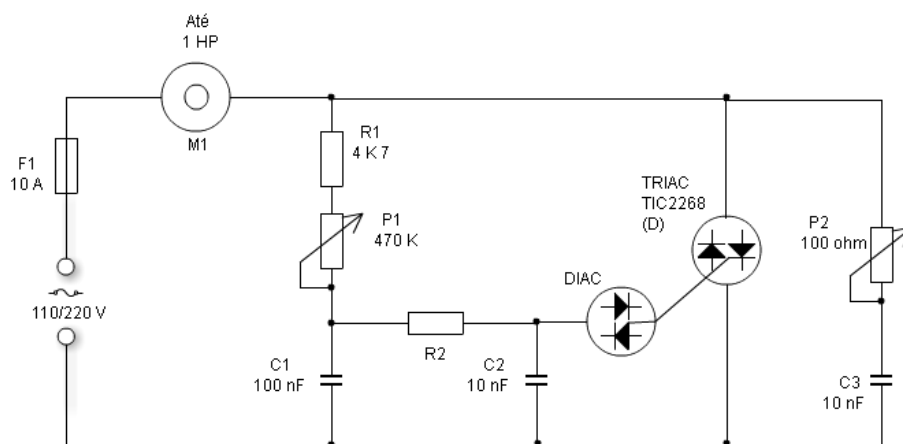 Até
1 HP
M1
F1
10 A
110/220 V
R1
4 K 7
P1
470 K
R2
C1
100 nF
C2
10 nF
DIAC
TRIAC
TIC2268
(D)
P2
100 ohm
C3
10 nF